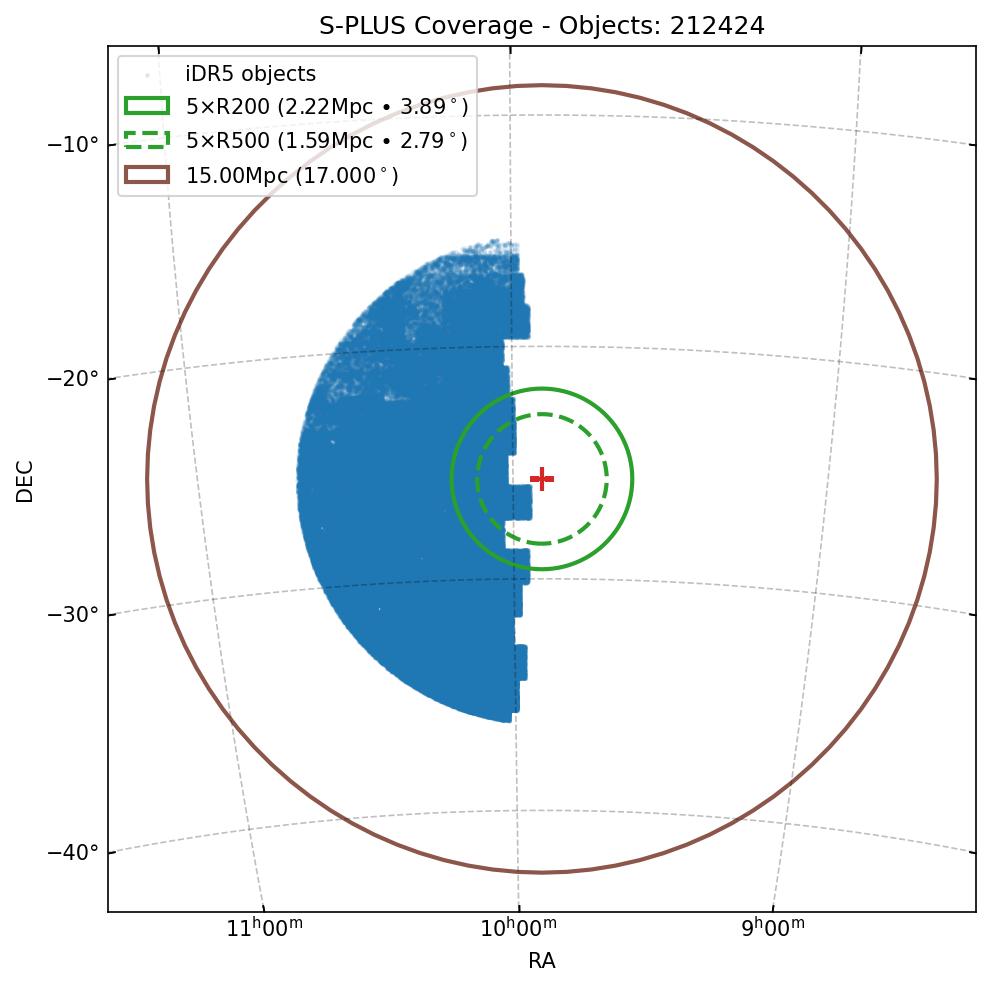 S-PLUS Coverage - Objects: 212424
iDR5 objects
5×R200 (2.22Mpc • 3.89°)
5×R500 (1.59Mpc • 2.79°)
15.00Mpc (17.000°)
−10°
−20°
−30°
−40°
DEC
11ʰ00ᵐ
10ʰ00ᵐ
9ʰ00ᵐ
RA